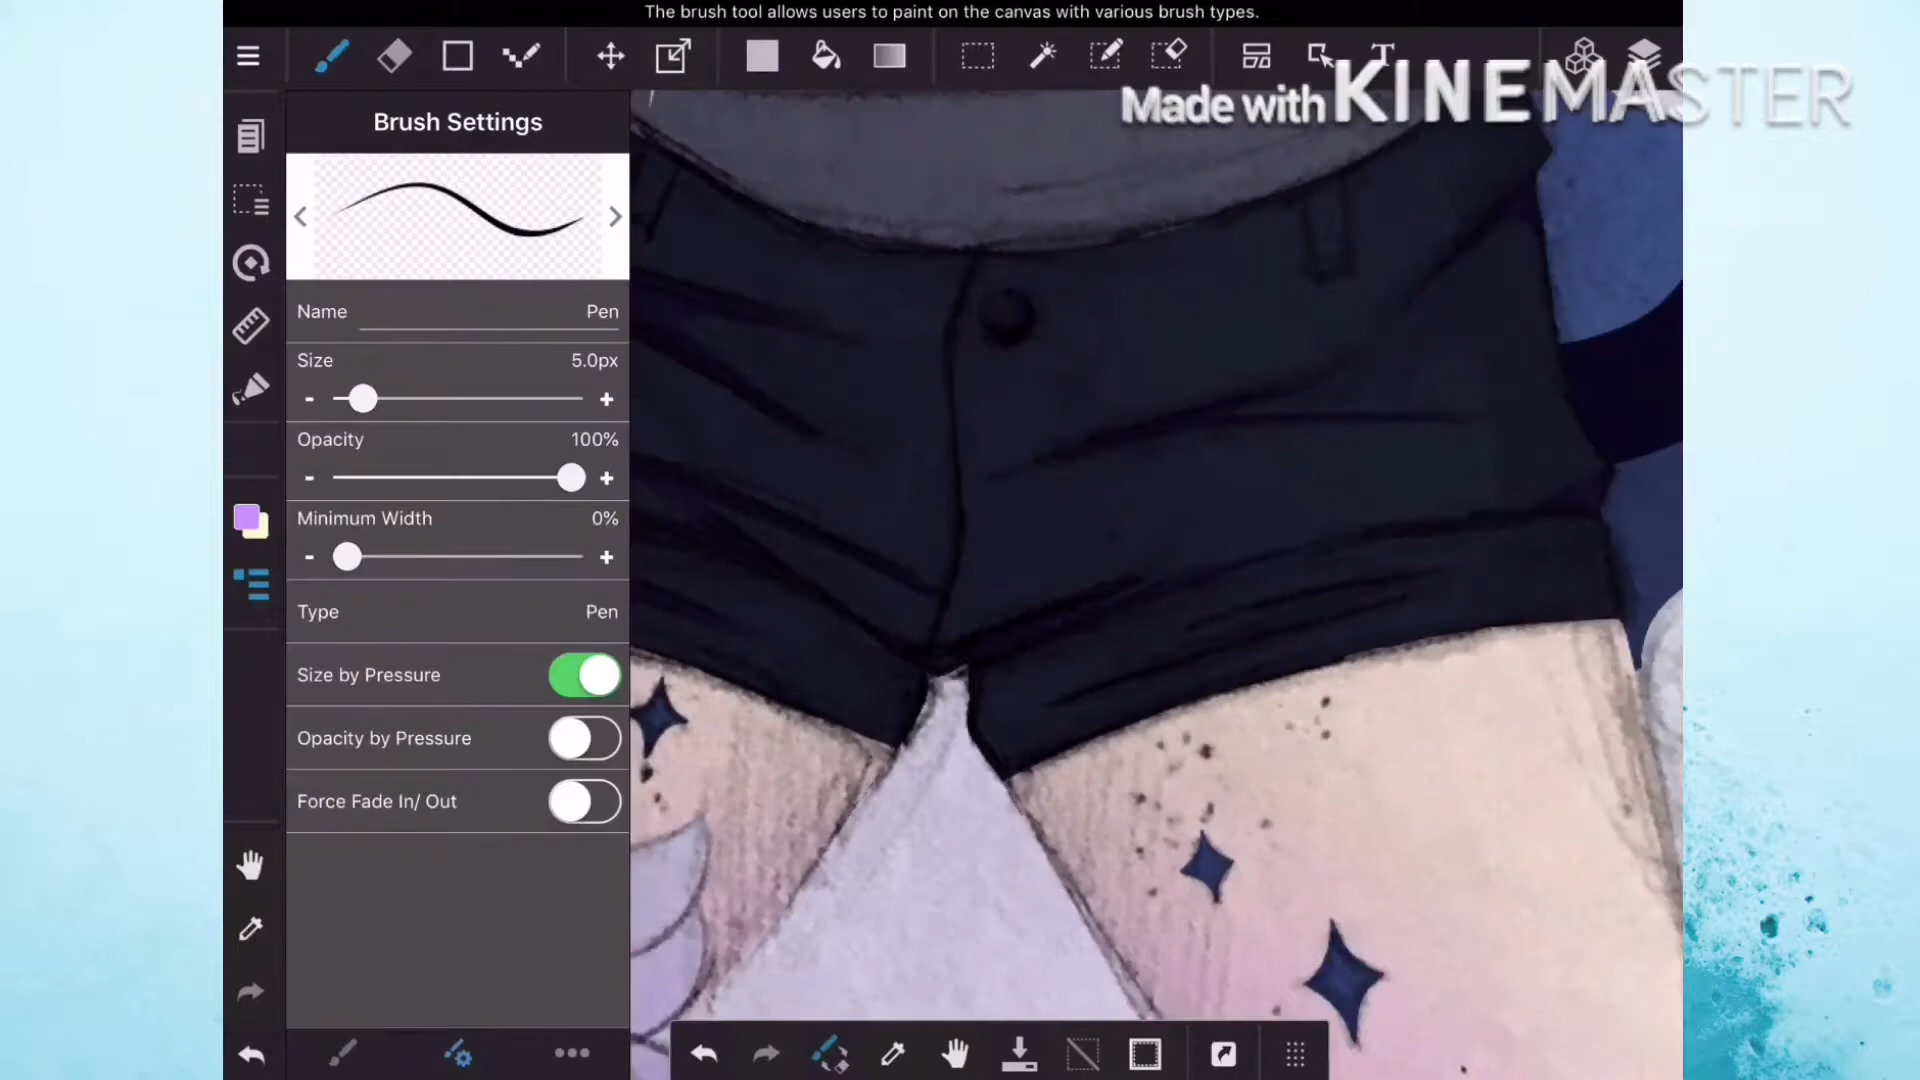 The brush tool allows users to paint on the canvas with various brush types.
Made with KINEMASTER
Brush Settings
Name Pen
Size 5.0px
- +
Opacity 100%
- +
Minimum Width 0%
- +
Type Pen
Size by Pressure
Opacity by Pressure
Force Fade In/ Out